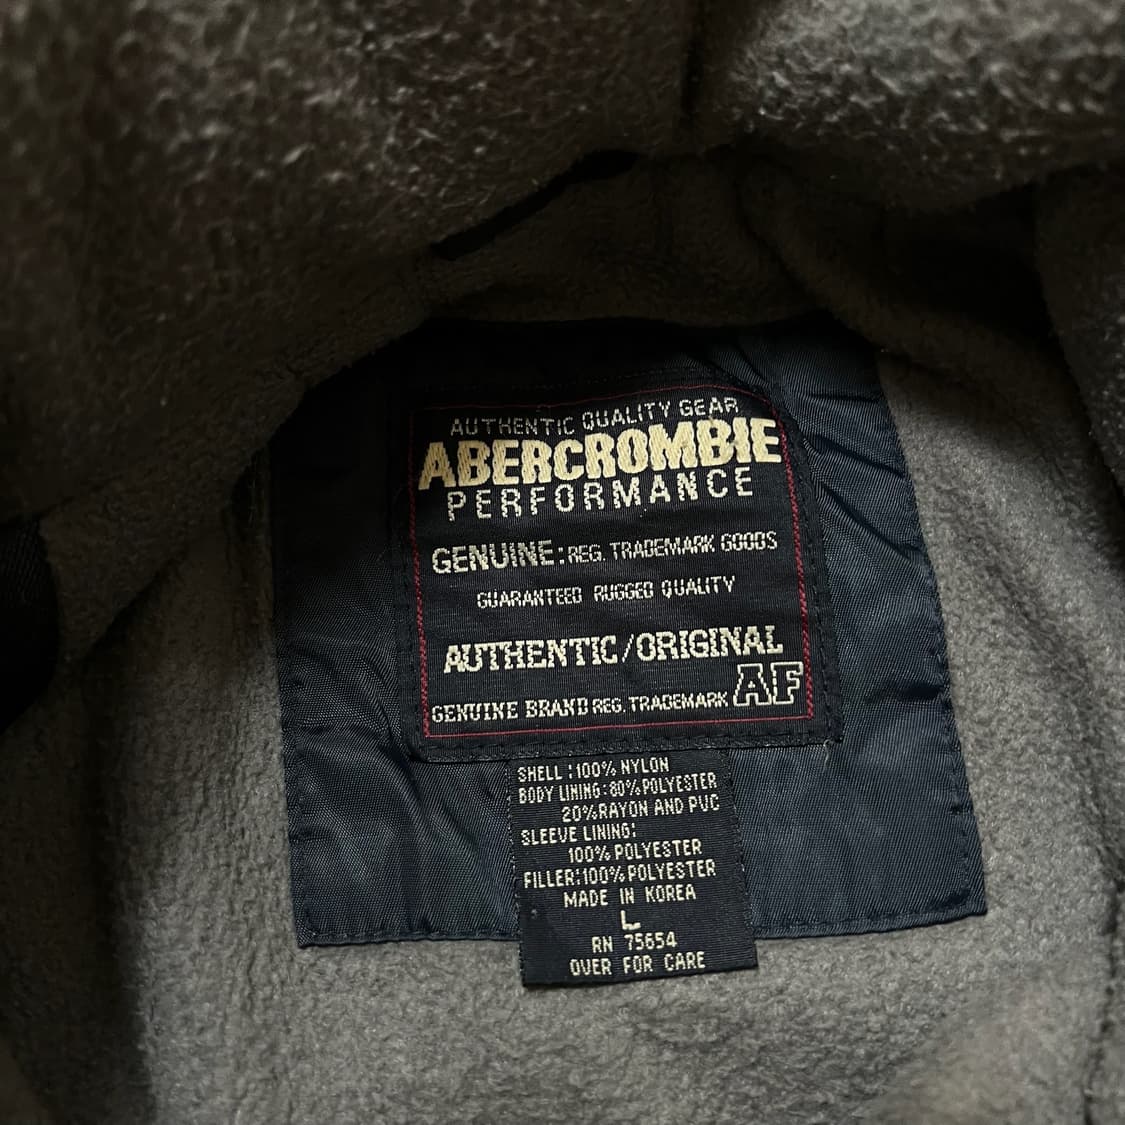 AUTHENTIC QUALITY GEAR
ABERCROMBIE
PERFORMANCE
GENUINE: REG. TRADEMARK GOODS
GUARANTEED RUGGED QUALITY
AUTHENTIC/ORIGINAL
GENUINE BRAND REG. TRADEMARK AF
SHELL:100% NYLON
BODY LINING:80% POLYESTER
20% RAYON AND PVC
SLEEVE LINING:
100% POLYESTER
FILLER:100% POLYESTER
MADE IN KOREA
L
RN 75654
OVER FOR CARE